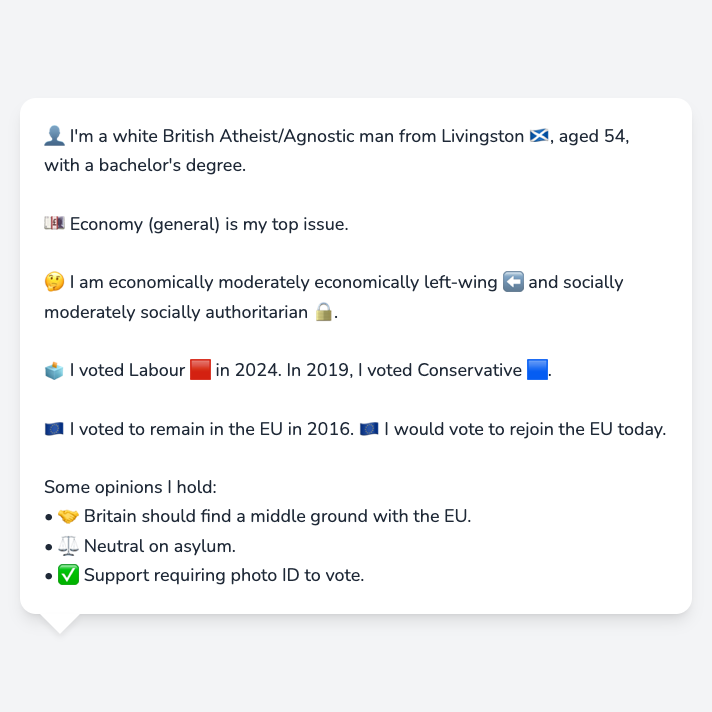 👤 I'm a white British Atheist/Agnostic man from Livingston 🏴󠁧󠁢󠁳󠁣󠁴󠁿, aged 54,
with a bachelor's degree.
💷 Economy (general) is my top issue.
🤔 I am economically moderately economically left-wing ⬅️ and socially
moderately socially authoritarian 🔒.
🗳️ I voted Labour 🟥 in 2024. In 2019, I voted Conservative 🟦.
🇪🇺 I voted to remain in the EU in 2016. 🇪🇺 I would vote to rejoin the EU today.
Some opinions I hold:
• 🤝 Britain should find a middle ground with the EU.
• ⚖️ Neutral on asylum.
• ✅ Support requiring photo ID to vote.